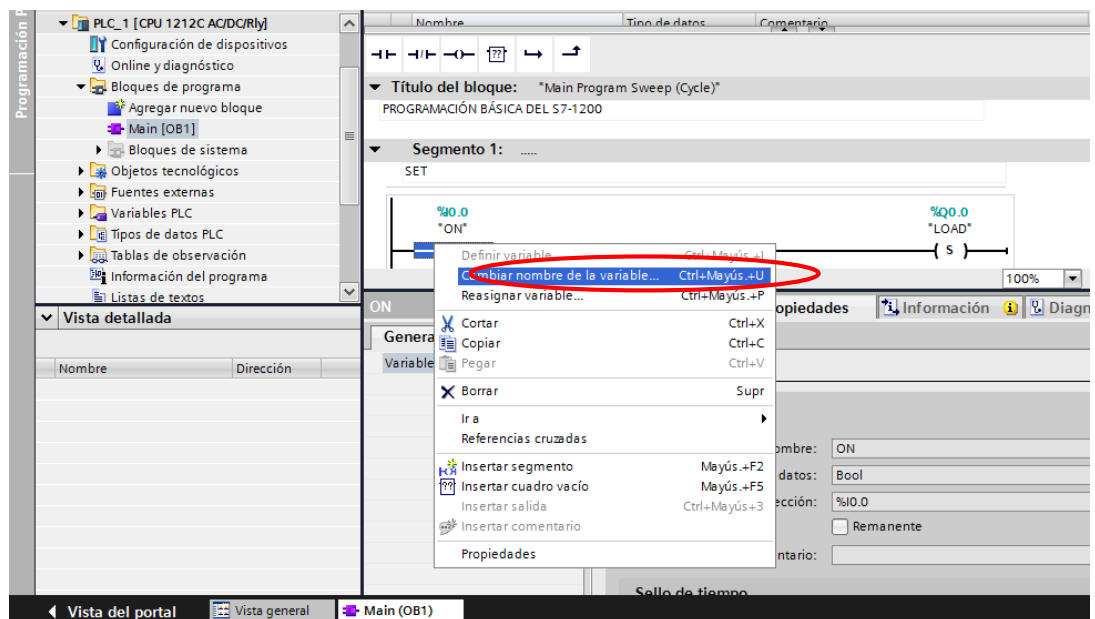 Programación P
PLC_1 [CPU 1212C AC/DC/Rly]
Configuración de dispositivos
Online y diagnóstico
Bloques de programa
Agregar nuevo bloque
Main [OB1]
Bloques de sistema
Objetos tecnológicos
Fuentes externas
Variables PLC
Tipos de datos PLC
Tablas de observación
Información del programa
Listas de textos
Vista detallada
Nombre Dirección
Nombre Tipo de datos Comentario
??
Título del bloque: "Main Program Sweep (Cycle)"
PROGRAMACIÓN BÁSICA DEL S7-1200
Segmento 1: .....
SET
%I0.0 %Q0.0
"ON" "LOAD"
( S )
100%
Definir variable... Ctrl+Mayús.+I
Cambiar nombre de la variable... Ctrl+Mayús.+U
Reasignar variable... Ctrl+Mayús.+P
Cortar Ctrl+X
Copiar Ctrl+C
Pegar Ctrl+V
Borrar Supr
Ir a
Referencias cruzadas
Insertar segmento Mayús.+F2
?? Insertar cuadro vacío Mayús.+F5
Insertar salida Ctrl+Mayús+3
Insertar comentario
Propiedades
ON opiedades Información Diagn
Genera
Variable
ombre: ON
datos: Bool
ección: %I0.0
Remanente
ntario:
Sello de tiempo
Vista del portal Vista general Main (OB1)